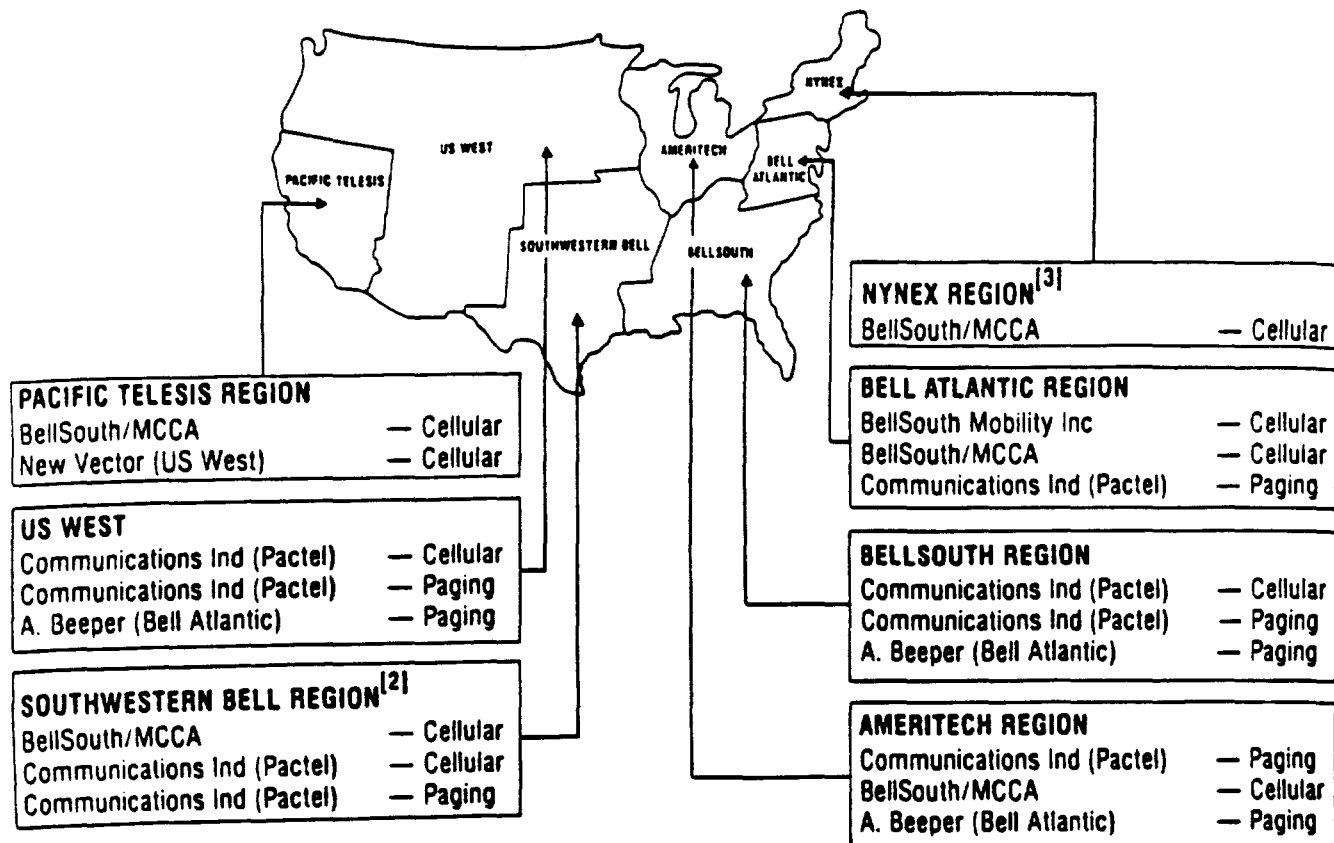 NYNEX
US WEST
AMERITECH
BELL
ATLANTIC
PACIFIC TELESIS
SOUTHWESTERN BELL
BELLSOUTH
PACIFIC TELESIS REGION
BellSouth/MCCA — Cellular
New Vector (US West) — Cellular
US WEST
Communications Ind (Pactel) — Cellular
Communications Ind (Pactel) — Paging
A. Beeper (Bell Atlantic) — Paging
SOUTHWESTERN BELL REGION[2]
BellSouth/MCCA — Cellular
Communications Ind (Pactel) — Cellular
Communications Ind (Pactel) — Paging
NYNEX REGION[3]
BellSouth/MCCA — Cellular
BELL ATLANTIC REGION
BellSouth Mobility Inc — Cellular
BellSouth/MCCA — Cellular
Communications Ind (Pactel) — Paging
BELLSOUTH REGION
Communications Ind (Pactel) — Cellular
Communications Ind (Pactel) — Paging
A. Beeper (Bell Atlantic) — Paging
AMERITECH REGION
Communications Ind (Pactel) — Paging
BellSouth/MCCA — Cellular
A. Beeper (Bell Atlantic) — Paging